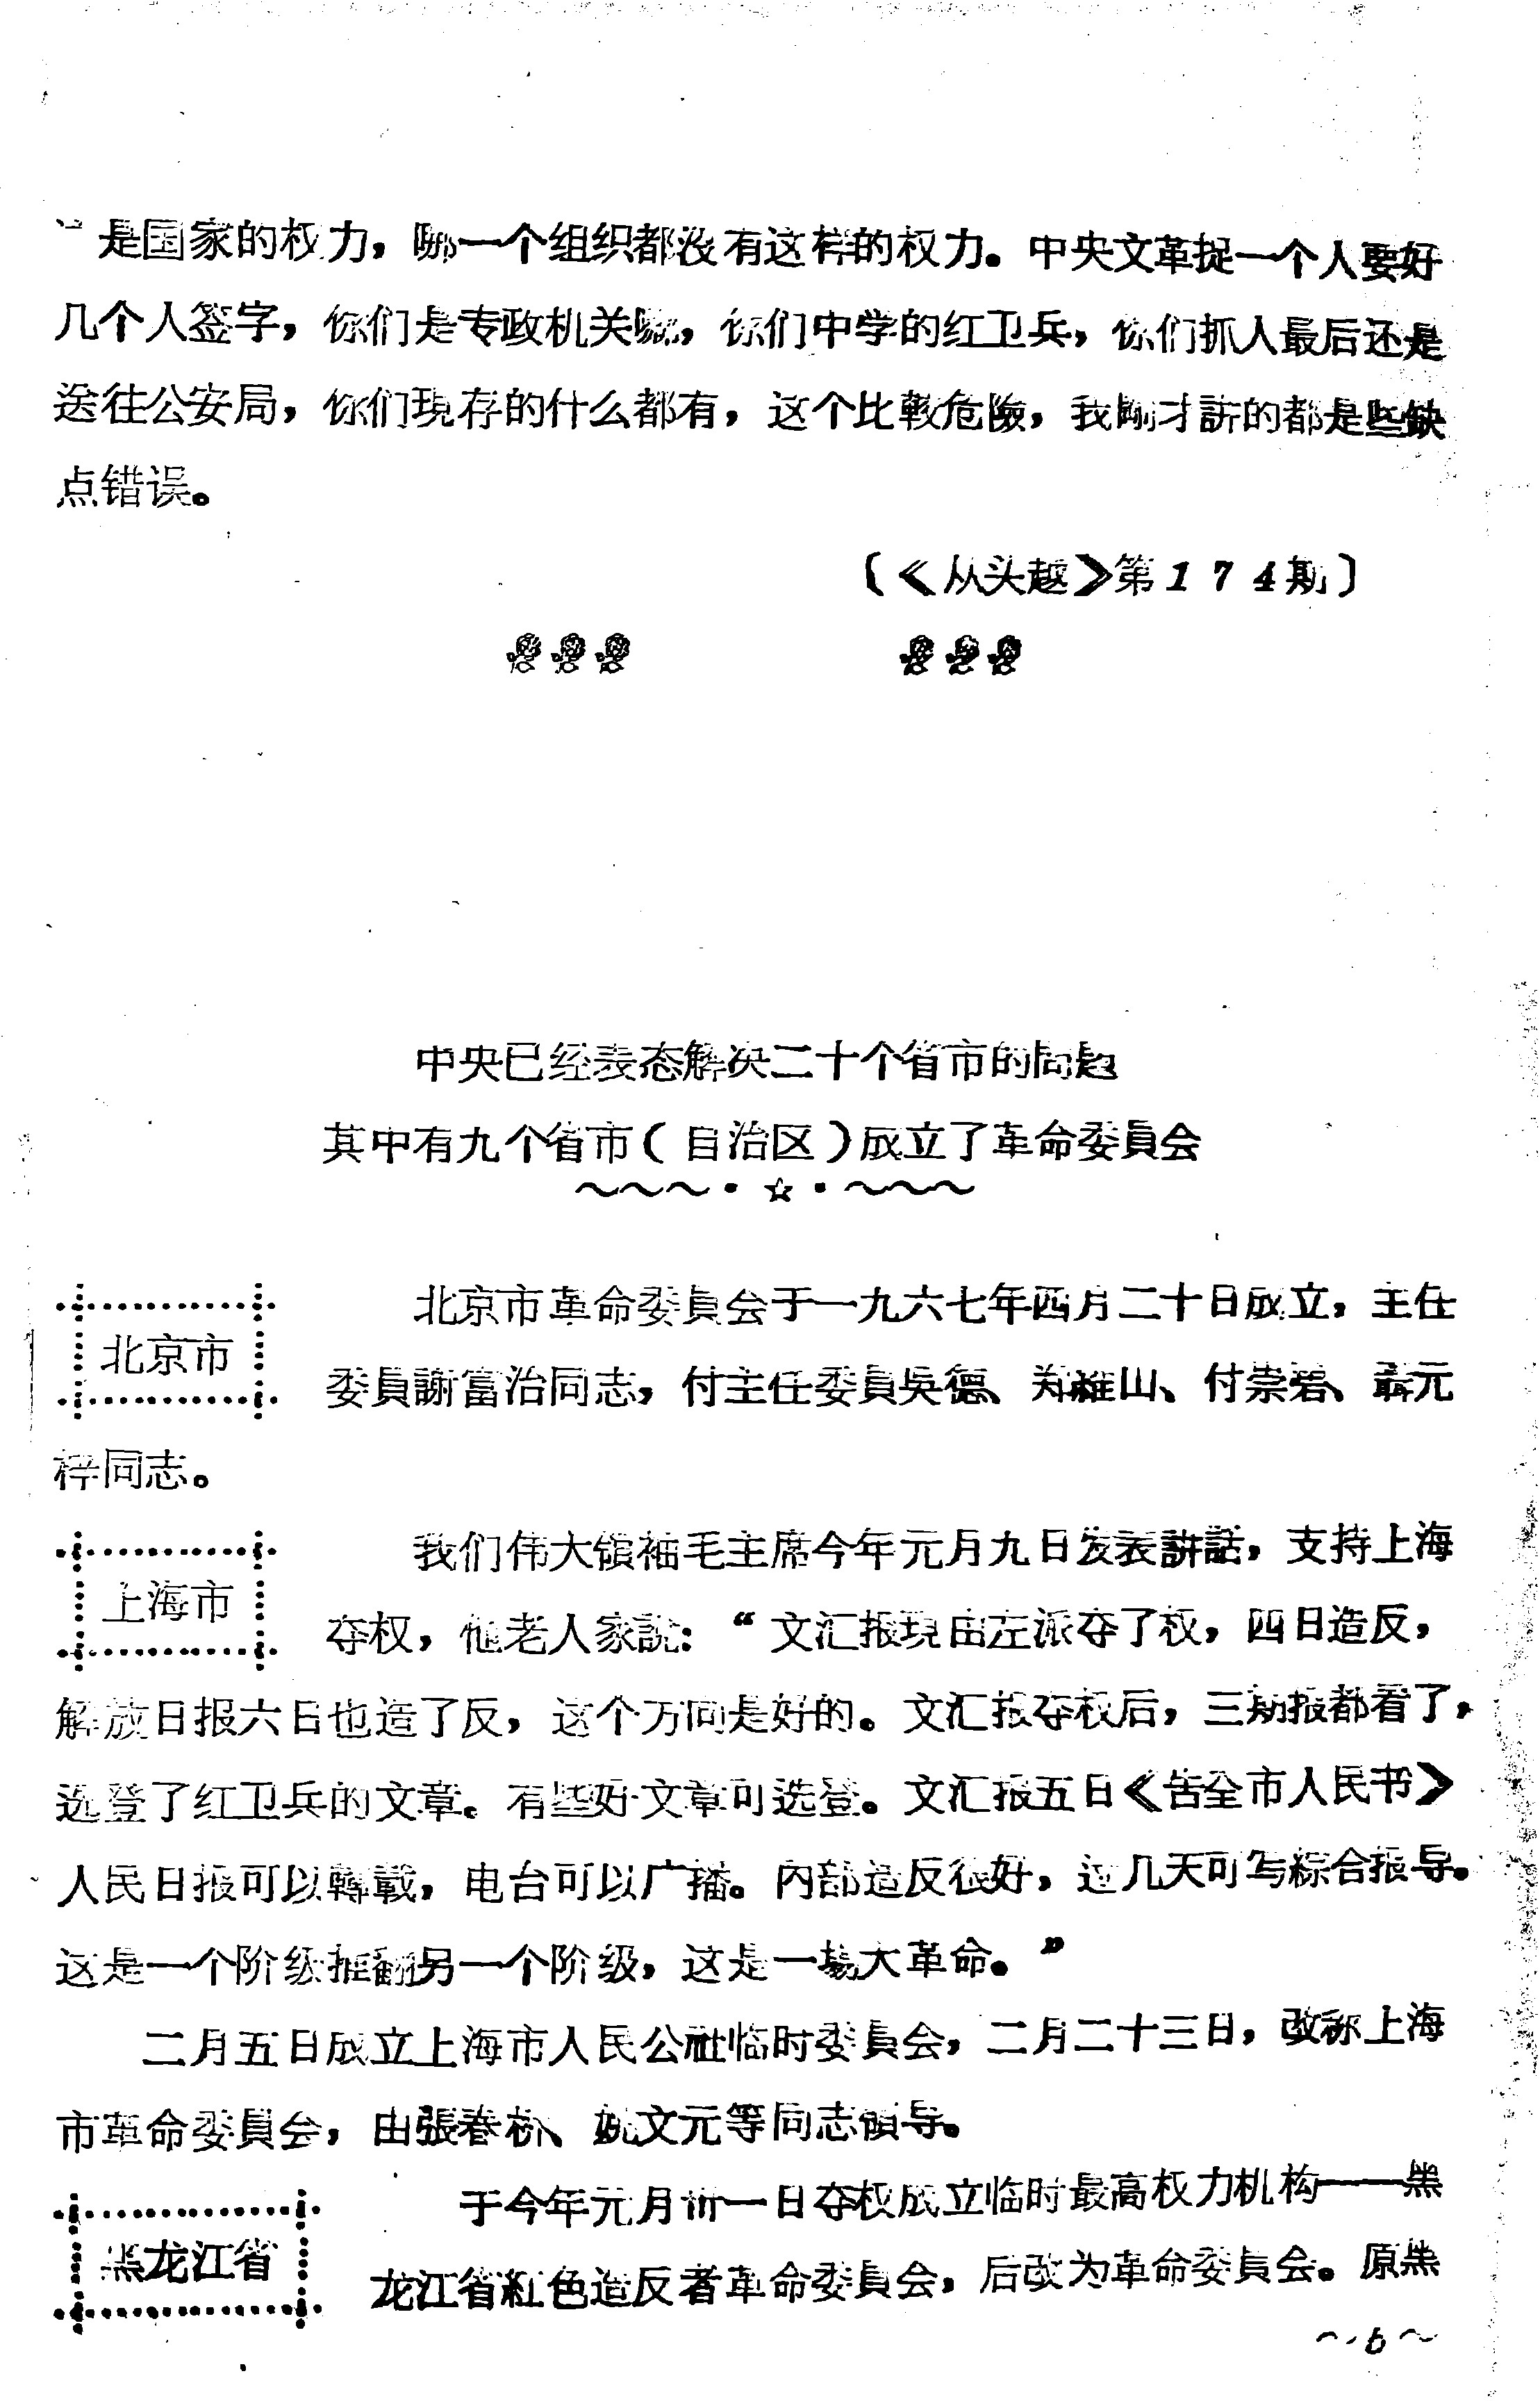 是国家的权力，哪一个组织都没有这样的权力。中央文革捉一个人要好
几个人签字，你们是专政机关嘛，你们中学的红卫兵，你们抓人最后还是
送往公安局，你们現存的什么都有，这个比較危險，我剛才講的都是些缺
点错误。
〔《从头越》第174期〕
中央已经表态解决二十个省市的问题
其中有九个省市（自治区）成立了革命委員会
～～～·☆·～～～
北京市
北京市革命委員会于一九六七年四月二十日成立，主任
委員謝富治同志，付主任委員吳德、郑維山、付崇碧、聶元
梓同志。
上海市
我们伟大領袖毛主席今年元月九日发表講話，支持上海
夺权，他老人家說：“文汇报現由左派夺了权，四日造反，
解放日报六日也造了反，这个方向是好的。文汇报夺权后，三期报都看了，
选登了红卫兵的文章。有些好文章可选登。文汇报五日《告全市人民书》
人民日报可以轉載，电台可以广播。內部造反很好，过几天可写綜合报导。
这是一个阶级推翻另一个阶级，这是一場大革命。”
二月五日成立上海市人民公社临时委員会，二月二十三日，改称上海
市革命委員会，由張春桥、姚文元等同志領导。
黑龙江省
于今年元月卅一日夺权成立临时最高权力机构——黑
龙江省紅色造反者革命委員会，后改为革命委員会。原黑
～6～